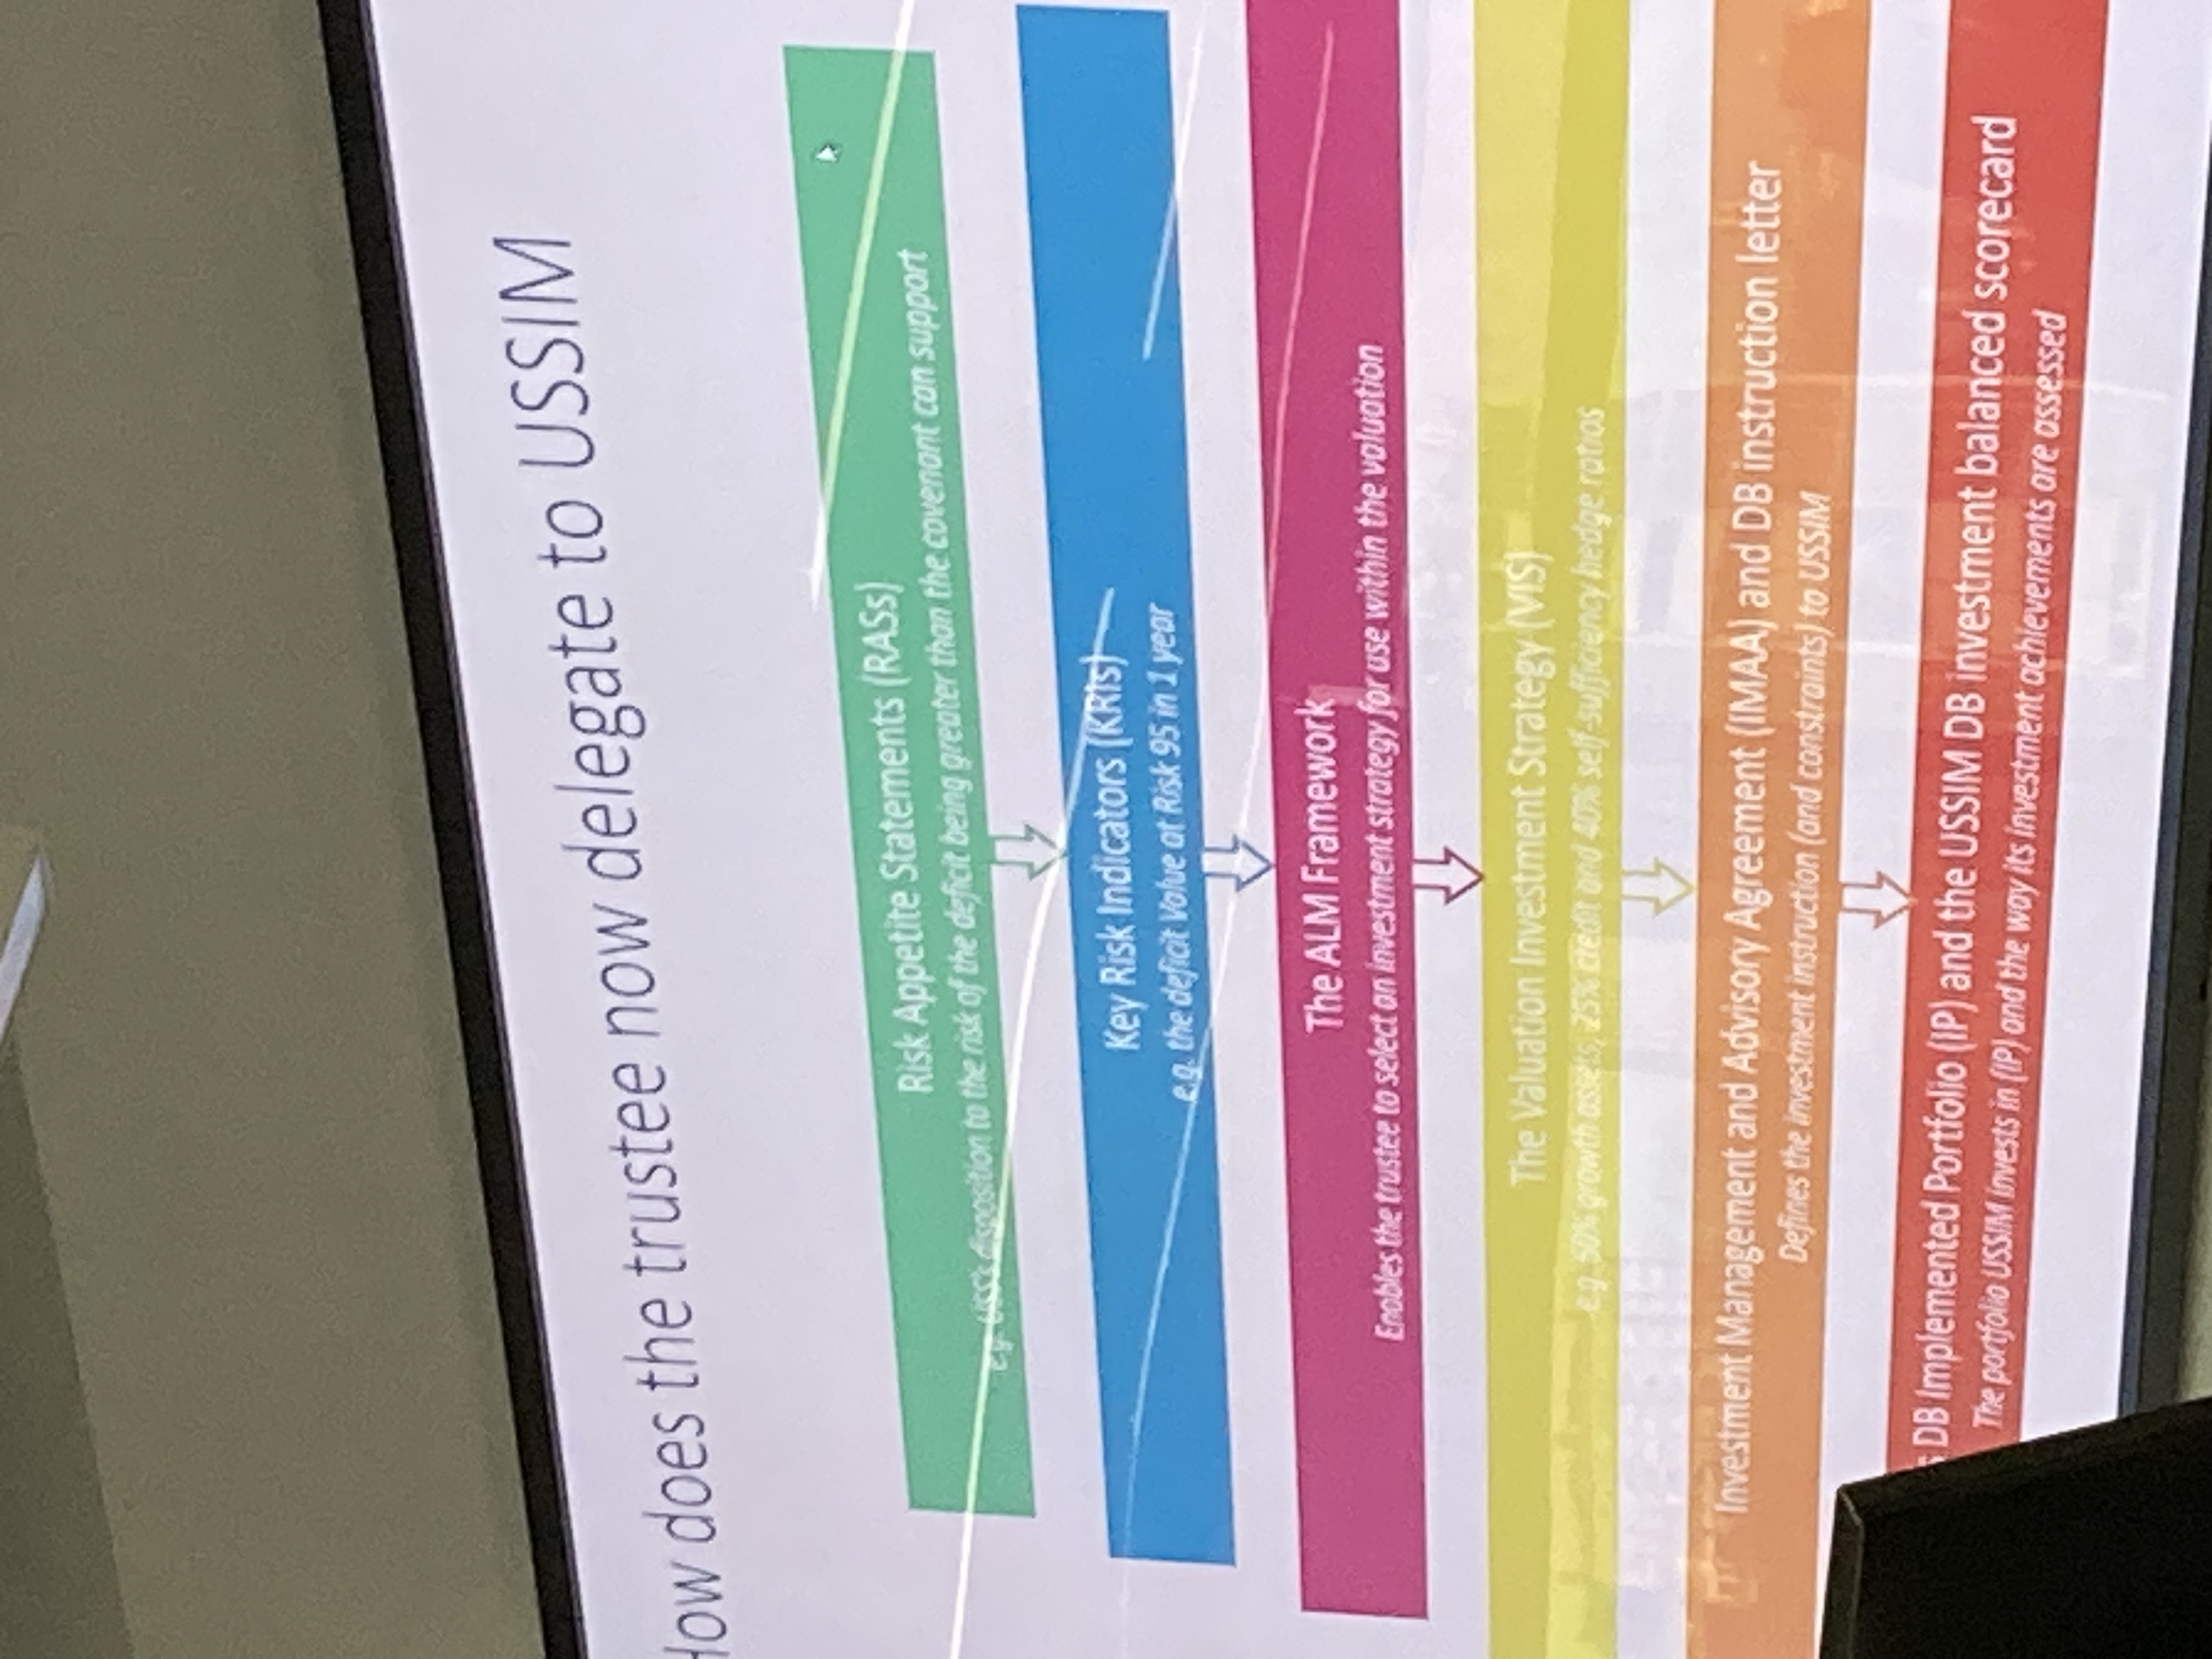 How does the trustee now delegate to USSIM
Risk Appetite Statements (RASs)
e.g. USS's disposition to the risk of the deficit being greater than the covenant can support
Key Risk Indicators (KRIs)
e.g. the deficit Value at Risk 95 in 1 year
The ALM Framework
Enables the trustee to select an investment strategy for use within the valuation
The Valuation Investment Strategy (VIS)
e.g. 60% growth assets, 25% credit and 40% self-sufficiency hedge ratios
Investment Management and Advisory Agreement (IMAA) and DB instruction letter
Defines the investment instruction (and constraints) to USSIM
DB Implemented Portfolio (IP) and the USSIM DB investment balanced scorecard
The portfolio USSIM invests in (IP) and the way its investment achievements are assessed